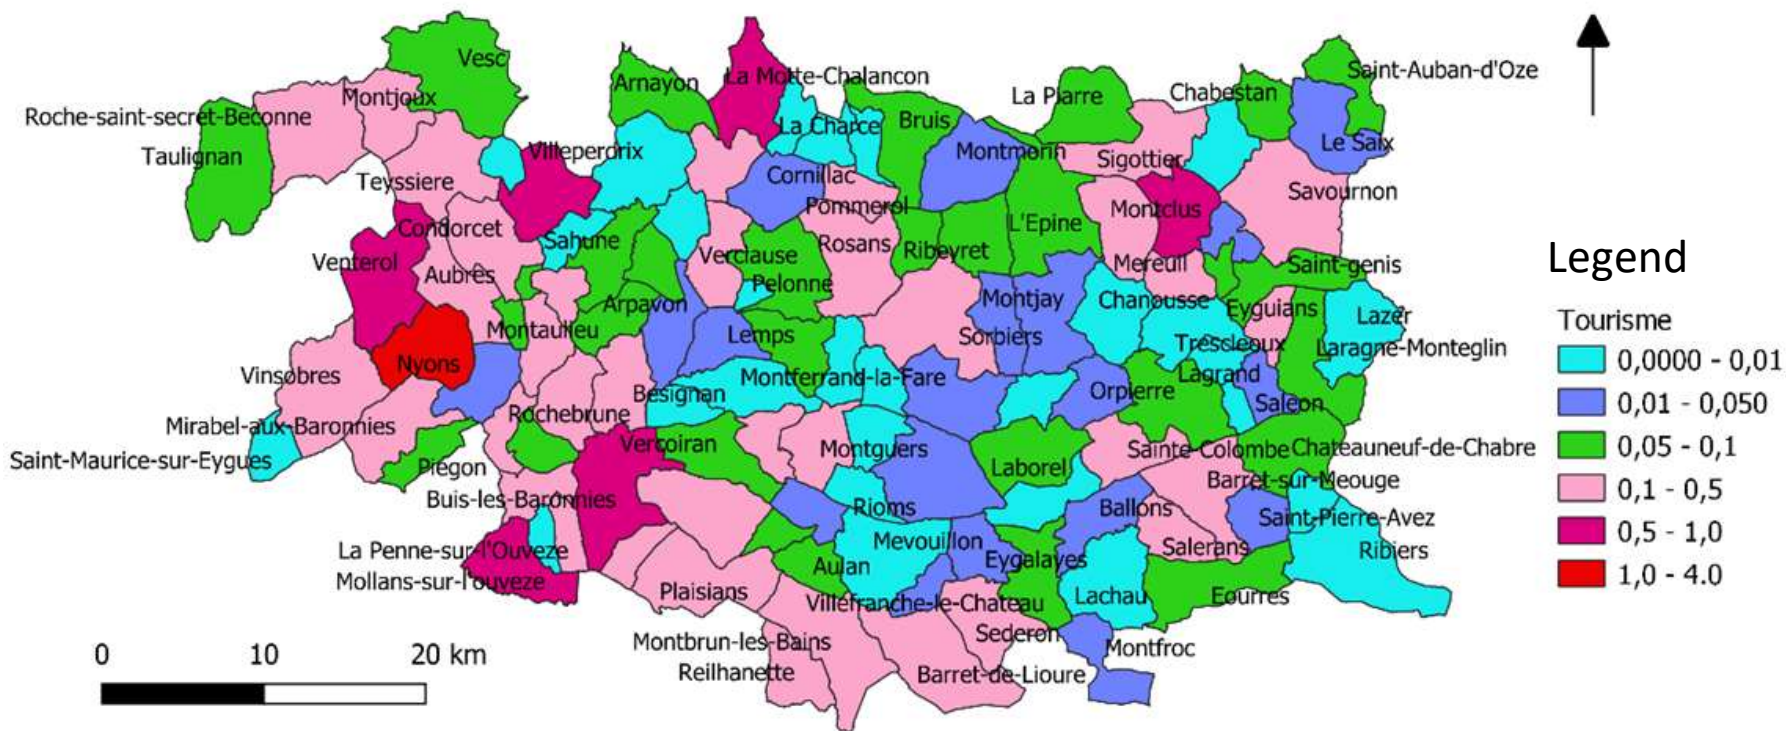 Vesc
Saint-Auban-d'Oze
La Motte-Chalancon
Arnayon
Chabestan
Montjoux
La Piarre
Roche-saint-secret-Beconne
Bruis
La Charce
Le Saix
Taulignan
Villeperdrix
Montmorin
Sigottier
Cornillac
Teyssiere
Savournon
Pommerol
Montclus
Condorcet
L'Epine
Sahune
Rosans
Ribeyret
Verclause
Venterol
Mereuil
Saint-genis
Aubres
Pelonne
Montjay
Chanousse
Arpavon
Eyguians
Lazer
Montaulieu
Lemps
Sorbiers
Trescleoux
Laragne-Monteglin
Nyons
Vinsobres
Montferrand-la-Fare
Lagrand
Besignan
Orpierre
Saleon
Rochebrune
Mirabel-aux-Baronnies
Vercoiran
Montguers
Sainte-Colombe
Chateauneuf-de-Chabre
Saint-Maurice-sur-Eygues
Piegon
Laborel
Barret-sur-Meouge
Buis-les-Baronnies
Rioms
Ballons
Saint-Pierre-Avez
La Penne-sur-l'Ouveze
Mevouillon
Salerans
Ribiers
Eygalayes
Aulan
Mollans-sur-l'ouveze
Plaisians
Villefranche-le-Chateau
Lachau
Eourres
Sederon
Montbrun-les-Bains
Montfroc
Reilhanette
Barret-de-Lioure
0 10 20 km
Legend
Tourisme
0,0000 - 0,01
0,01 - 0,050
0,05 - 0,1
0,1 - 0,5
0,5 - 1,0
1,0 - 4.0